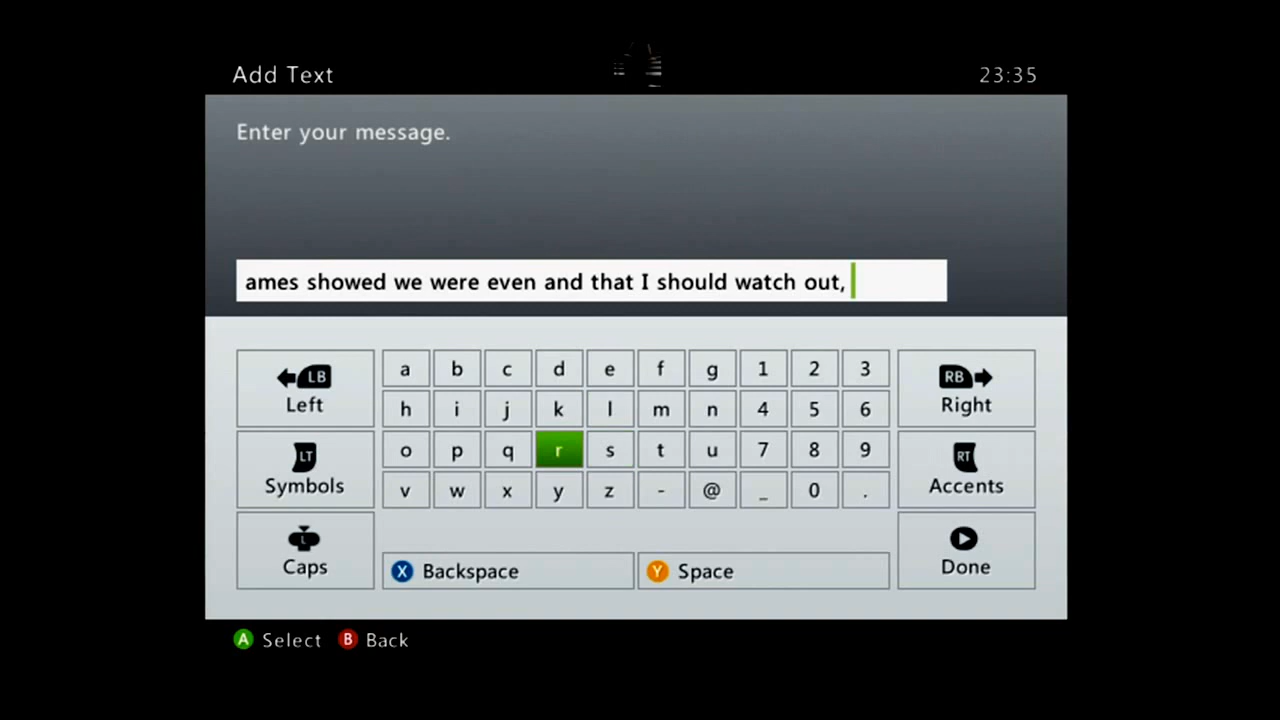 Add Text
23:35
Enter your message.
ames showed we were even and that I should watch out,
LB
Left
a b c d e f g 1 2 3
RB
Right
h i j k l m n 4 5 6
LT
Symbols
o p q r s t u 7 8 9
RT
Accents
v w x y z - @ _ 0 .
L
Caps
X Backspace
Y Space
Done
A Select B Back